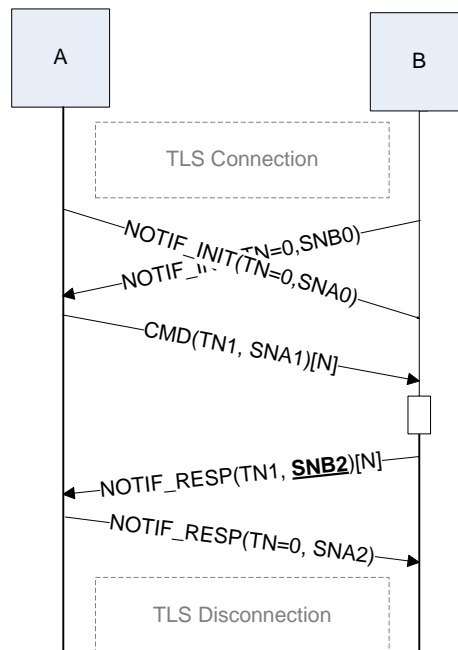 A
B
TLS Connection
NOTIF_INIT(TN=0,SNA0)
NOTIF_INIT(TN=0,SNB0)
CMD(TN1, SNA1)[N]
NOTIF_RESP(TN1, SNB2)[N]
NOTIF_RESP(TN=0, SNA2)
TLS Disconnection